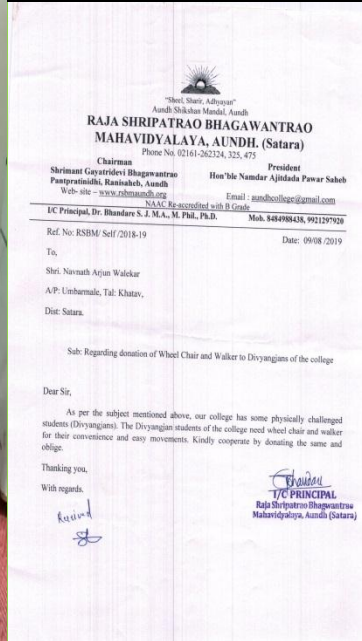 "Sheel, Sharir, Adhyayan"
Aundh Shikshan Mandal, Aundh
RAJA SHRIPATRAO BHAGAWANTRAO
MAHAVIDYALAYA, AUNDH. (Satara)
Phone No. 02161-262324, 325, 475
Chairman
Shrimant Gayatridevi Bhagawantrao
Pantpratinidhi, Ranisaheb, Aundh
Web- site – www.rsbmaundh.org
President
Hon'ble Namdar Ajitdada Pawar Saheb
Email : aundhcollege@gmail.com
NAAC Re-accredited with B Grade
I/C Principal, Dr. Bhandare S. J. M.A., M. Phil., Ph.D. Mob. 8484988438, 9921297920
Ref. No: RSBM/ Self /2018-19
Date: 09/08 /2019
To,
Shri. Navnath Arjun Walekar
A/P: Umbarmale, Tal: Khatav,
Dist: Satara.
Sub: Regarding donation of Wheel Chair and Walker to Divyangjans of the college
Dear Sir,
As per the subject mentioned above, our college has some physically challenged
students (Divyangjans). The Divyangjan students of the college need wheel chair and walker
for their convenience and easy movements. Kindly cooperate by donating the same and
oblige.
Thanking you,
With regards.
Received
I/C PRINCIPAL
Raja Shripatrao Bhagwantrao
Mahavidyalaya, Aundh (Satara)